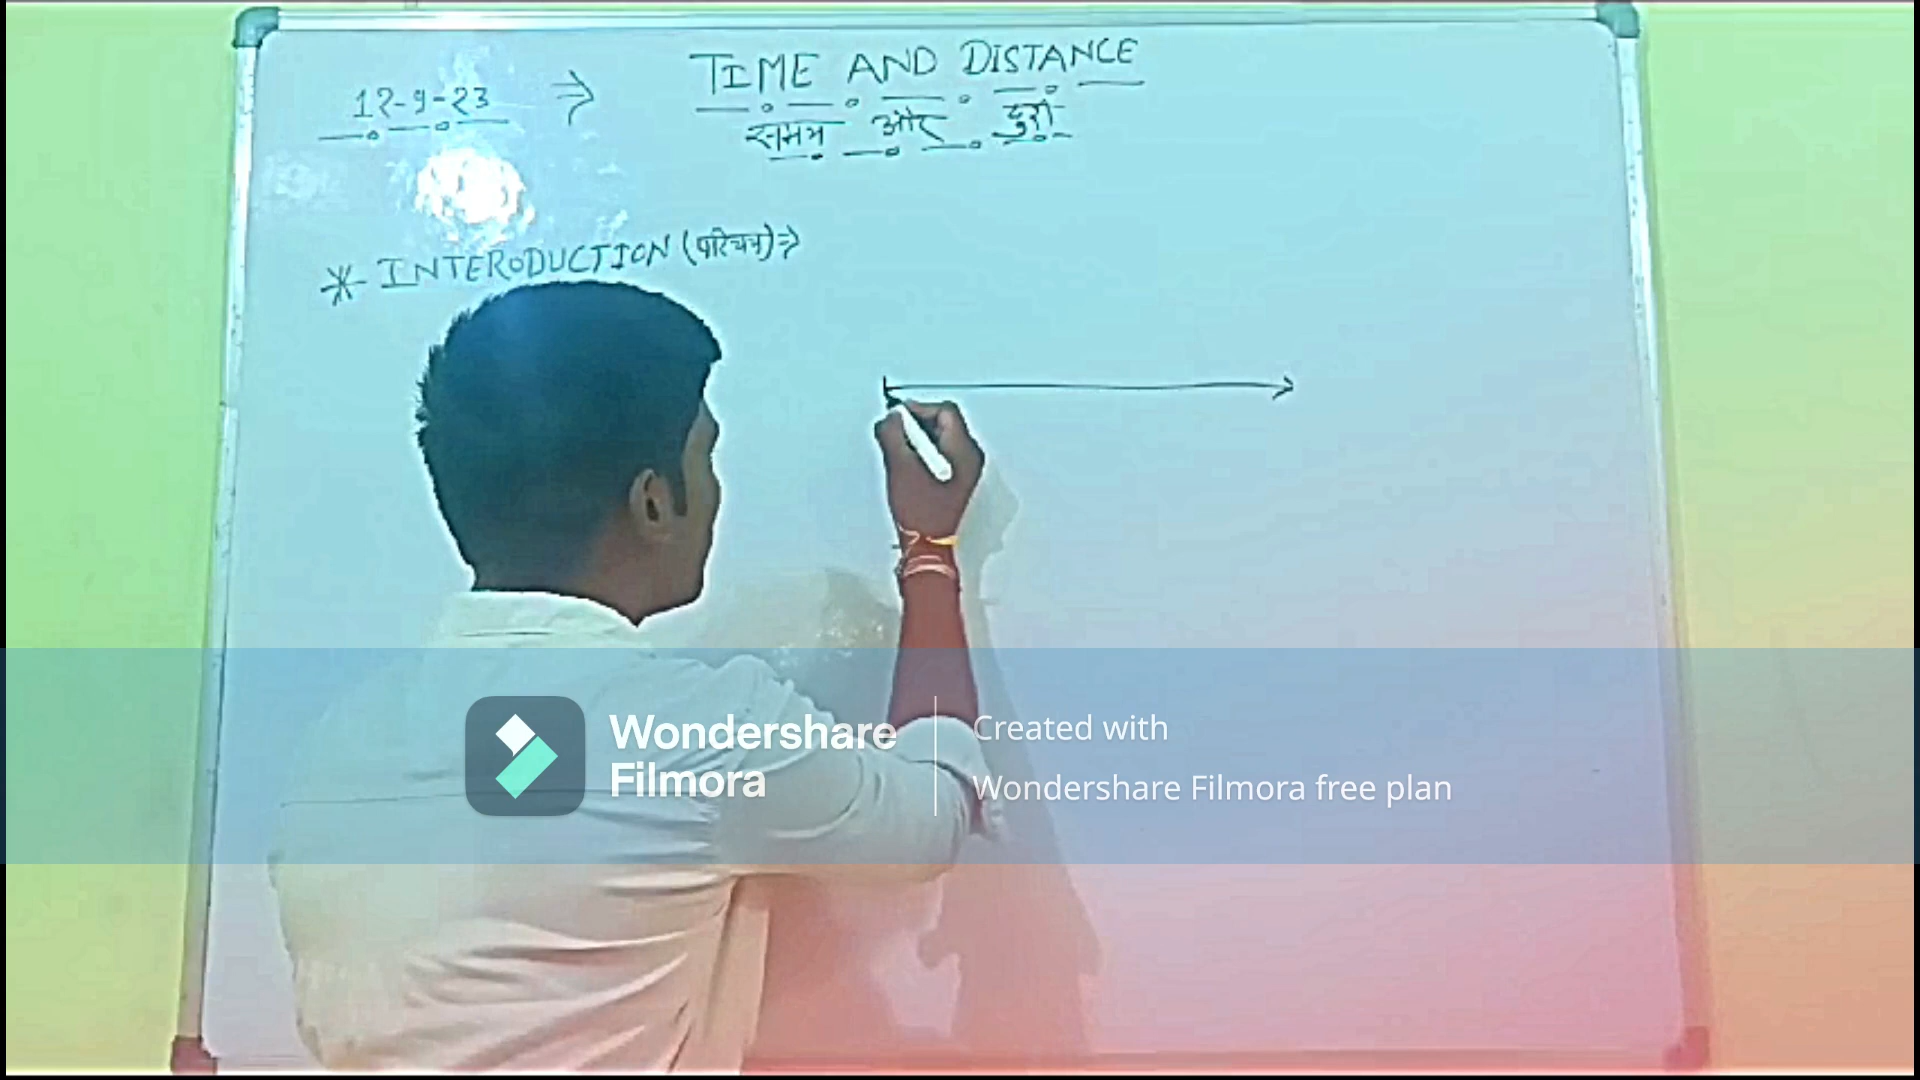 12-9-23 ⇒ TIME AND DISTANCE
समय और दुरी
* INTERODUCTION (परिचय) ⇒
Wondershare
Filmora
Created with
Wondershare Filmora free plan